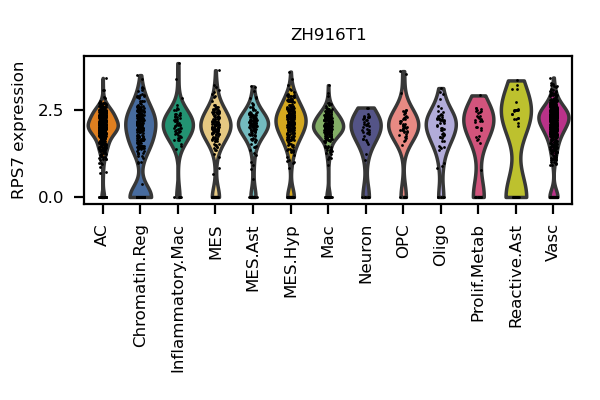 ZH916T1
RPS7 expression
2.5
0.0
AC
Chromatin.Reg
Inflammatory.Mac
MES
MES.Ast
MES.Hyp
Mac
Neuron
OPC
Oligo
Prolif.Metab
Reactive.Ast
Vasc